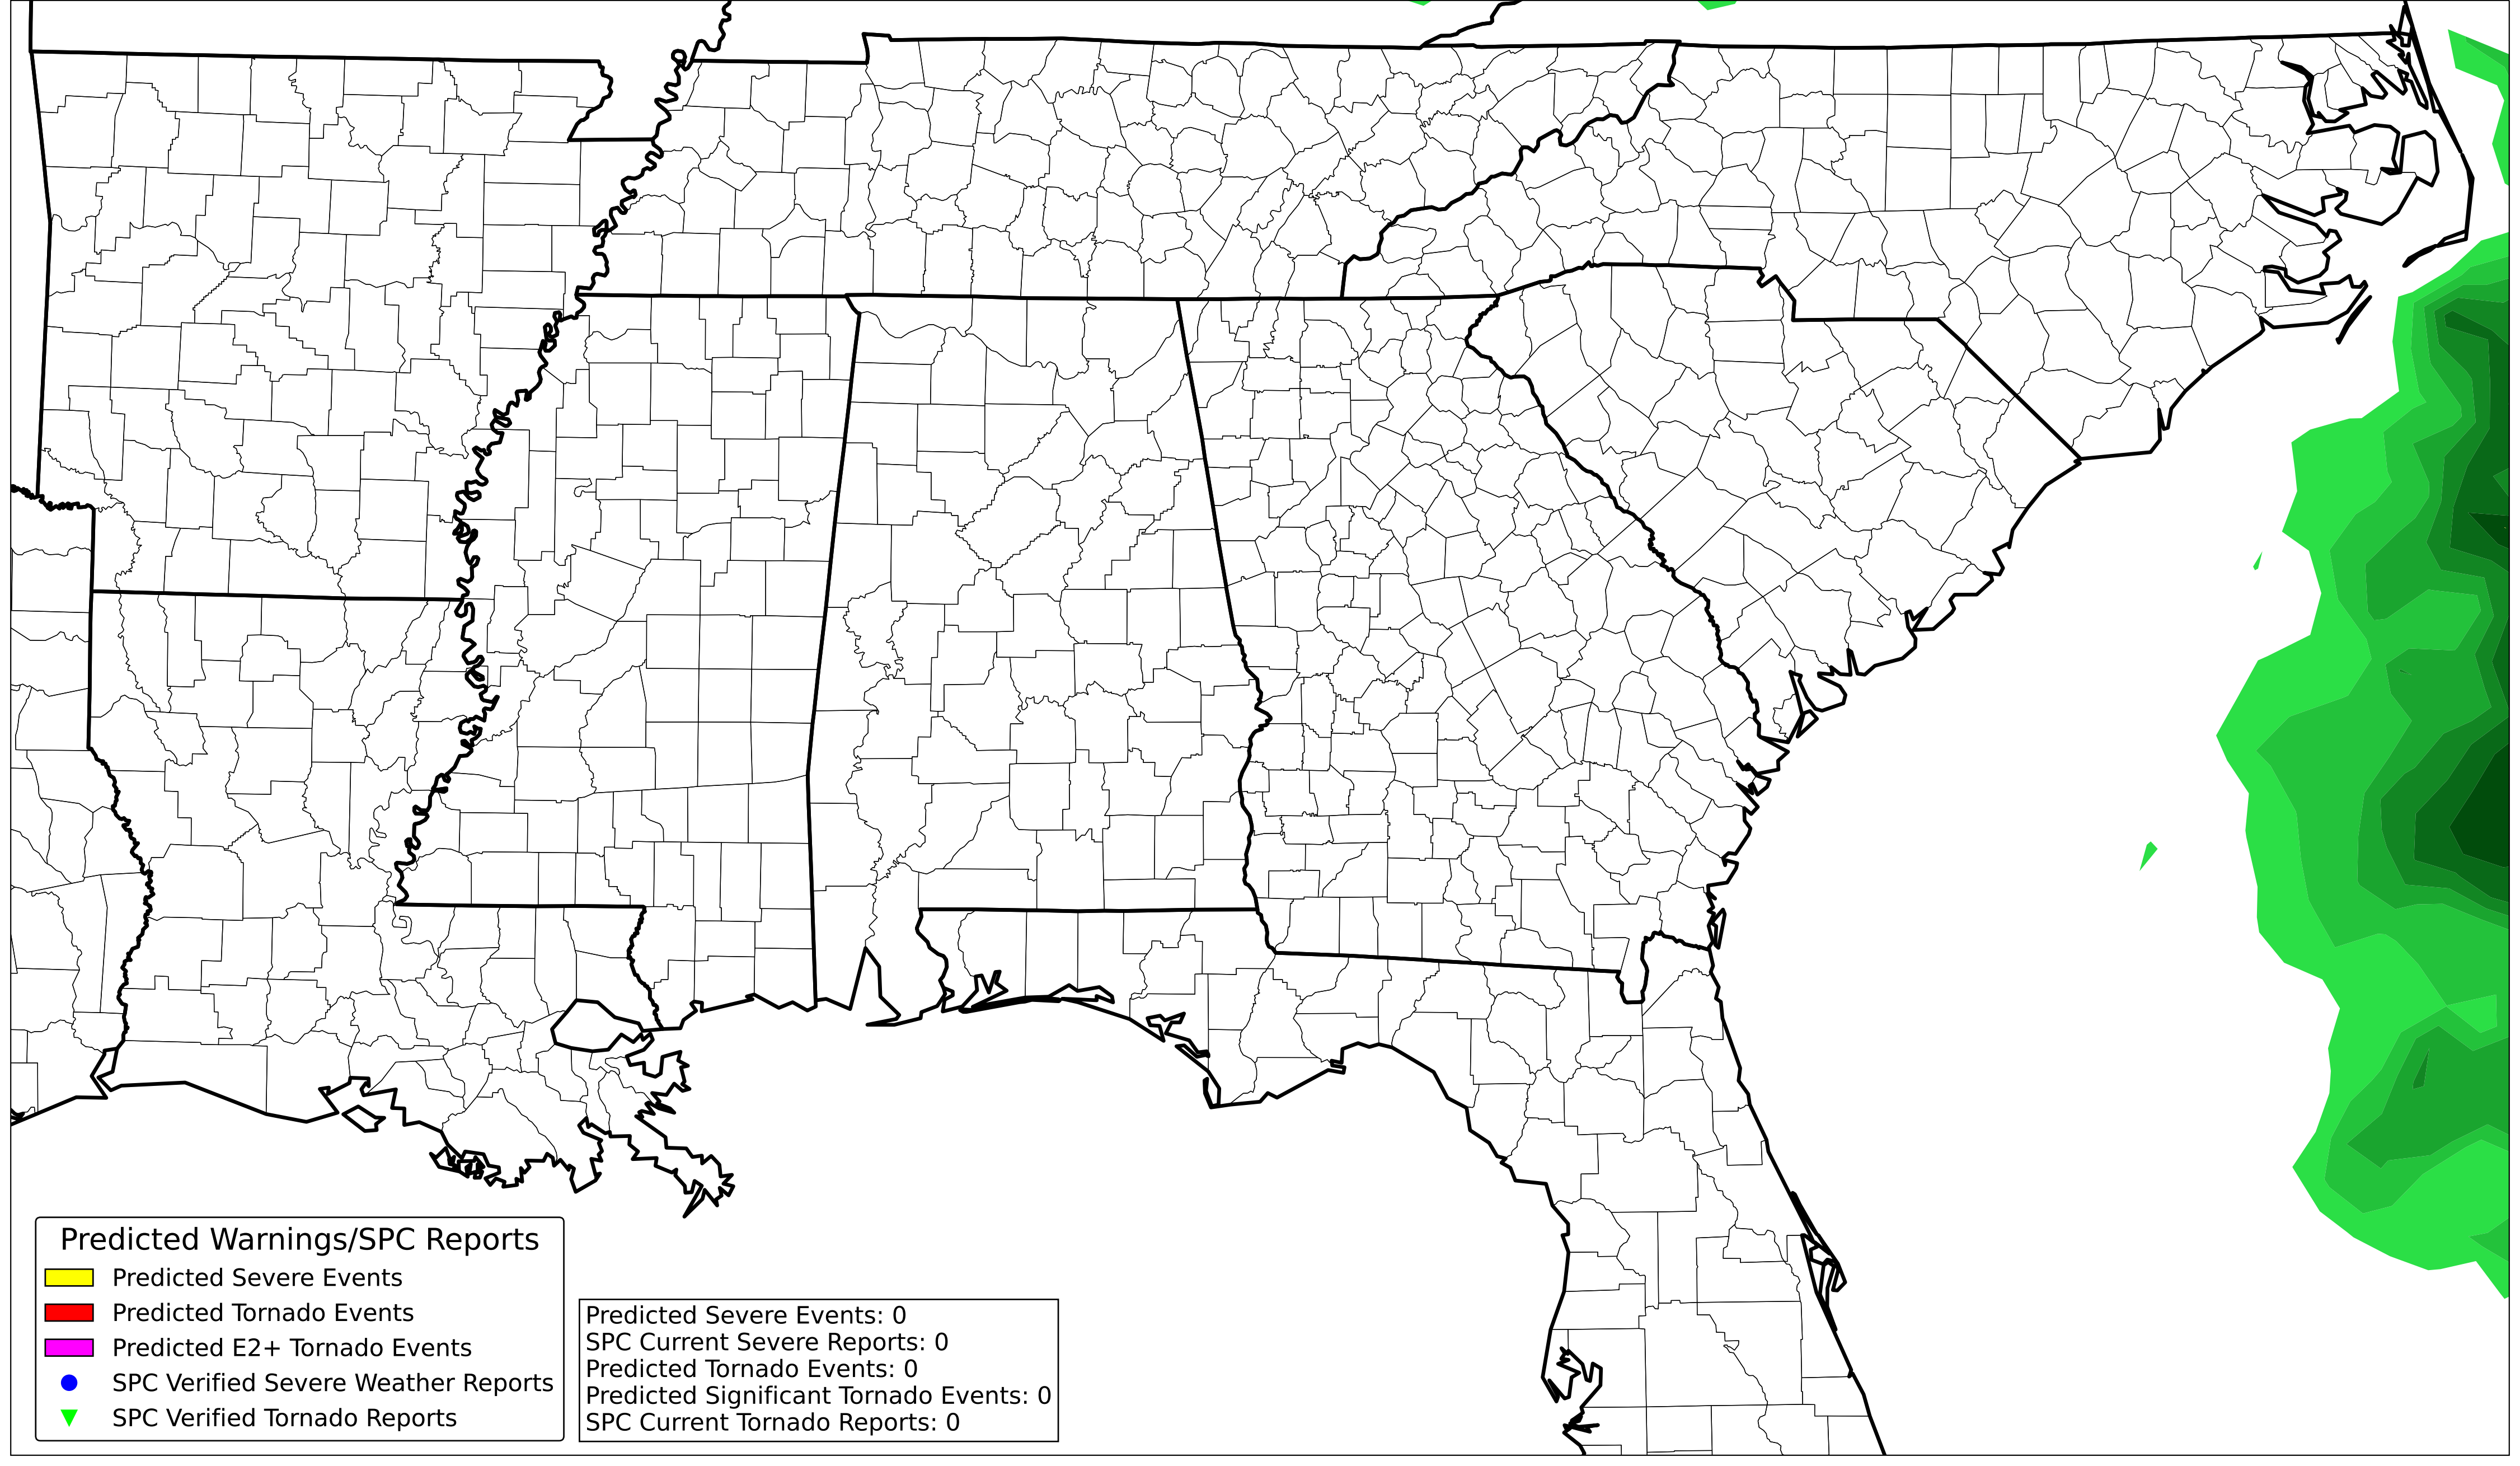 Predicted Warnings/SPC Reports
Predicted Severe Events
Predicted Tornado Events
Predicted E2+ Tornado Events
SPC Verified Severe Weather Reports
SPC Verified Tornado Reports
Predicted Severe Events: 0
SPC Current Severe Reports: 0
Predicted Tornado Events: 0
Predicted Significant Tornado Events: 0
SPC Current Tornado Reports: 0